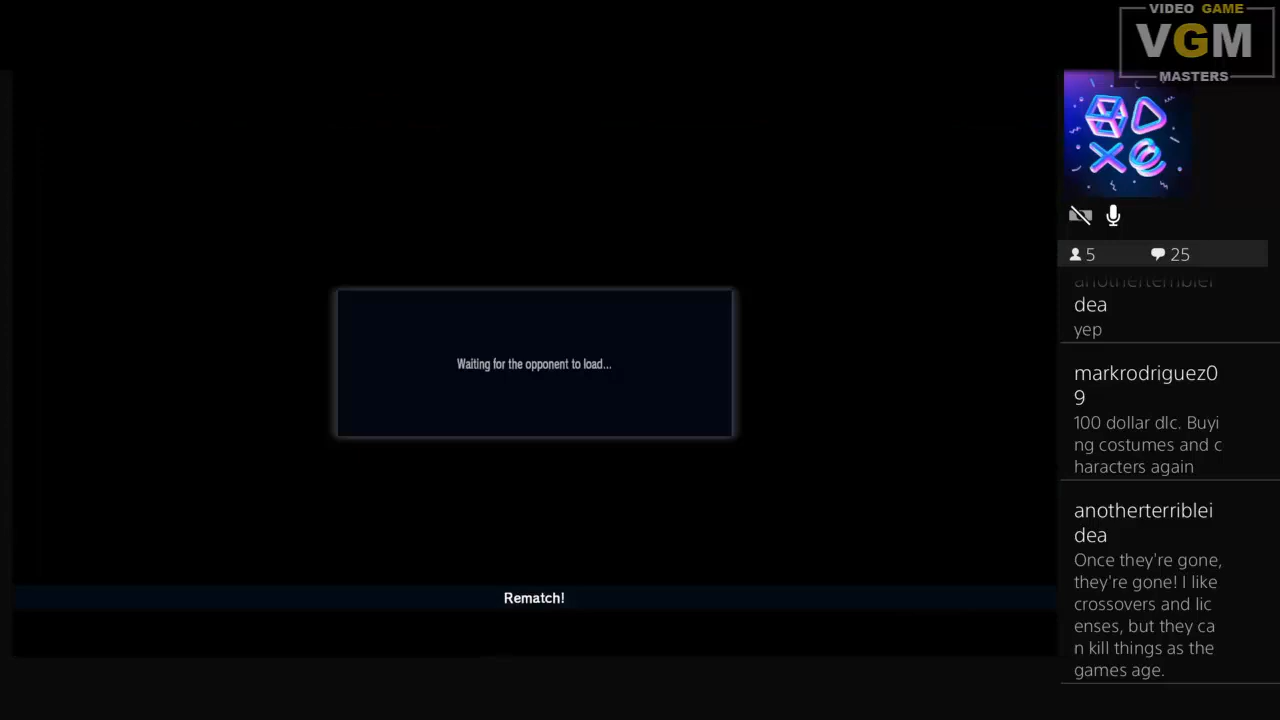 VIDEO GAME
VGM
MASTERS
5
25
anotherterriblei
dea
yep
markrodriguez0
9
100 dollar dlc. Buyi
ng costumes and c
haracters again
Waiting for the opponent to load...
anotherterriblei
dea
Once they're gone,
they're gone! I like
crossovers and lic
enses, but they ca
n kill things as the
games age.
Rematch!